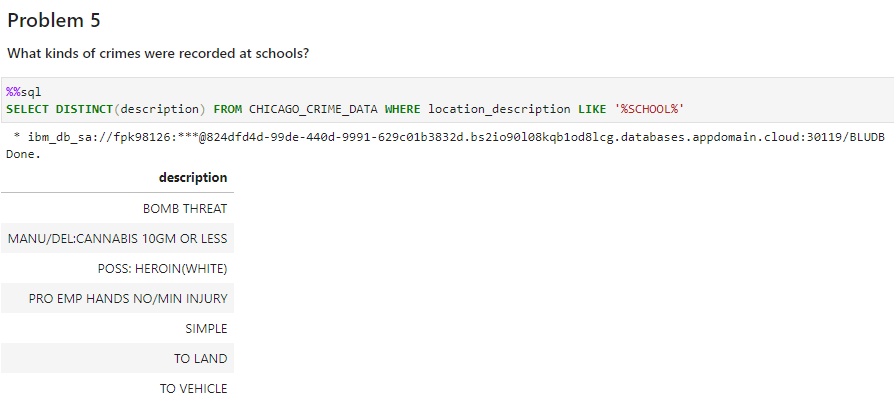 Problem 5
What kinds of crimes were recorded at schools?
%%sql
SELECT DISTINCT(description) FROM CHICAGO_CRIME_DATA WHERE location_description LIKE '%SCHOOL%'
* ibm_db_sa://fpk98126:***@824dfd4d-99de-440d-9991-629c01b3832d.bs2io90l08kqb1od8lcg.databases.appdomain.cloud:30119/BLUDB
Done.
description
BOMB THREAT
MANU/DEL:CANNABIS 10GM OR LESS
POSS: HEROIN(WHITE)
PRO EMP HANDS NO/MIN INJURY
SIMPLE
TO LAND
TO VEHICLE